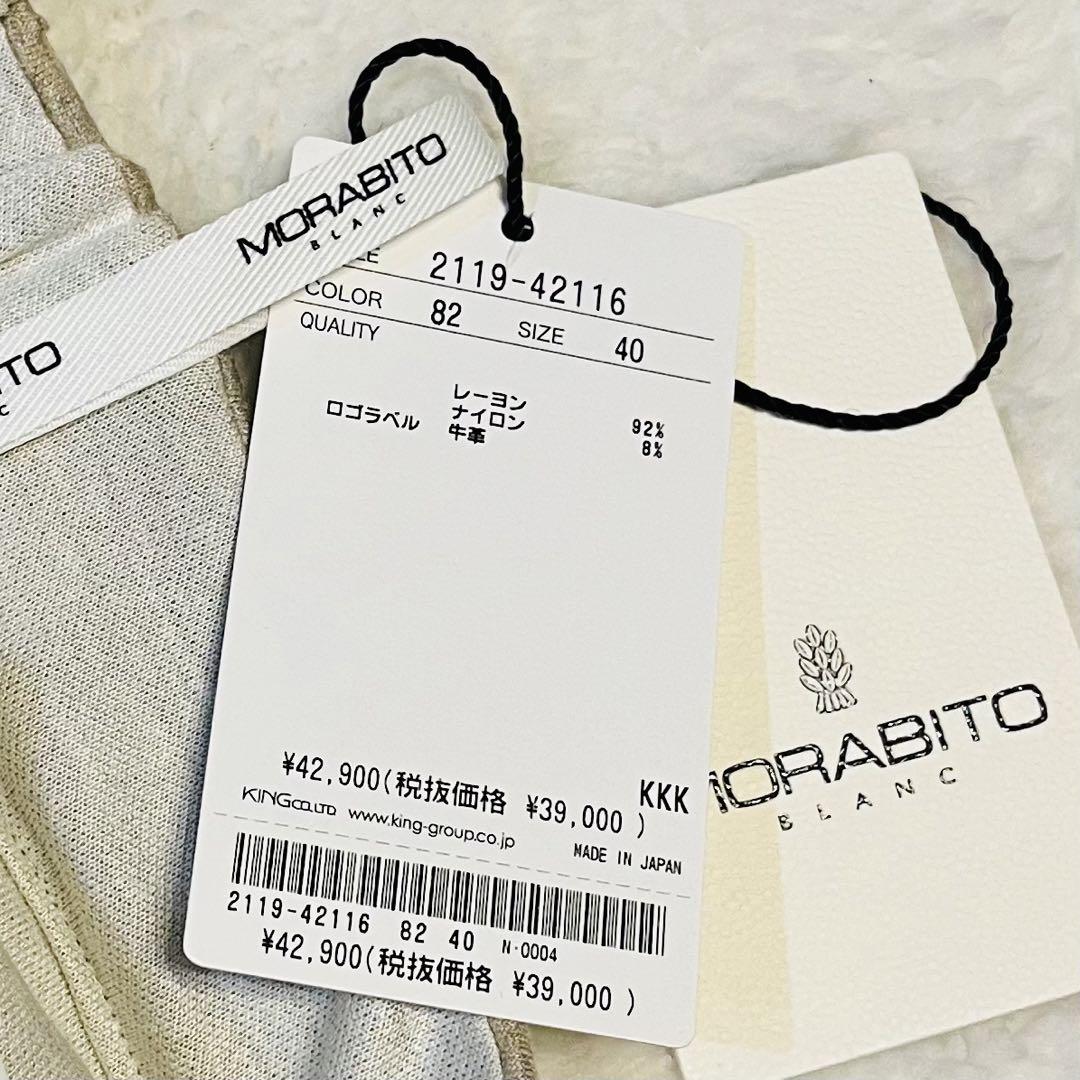 MORABITO
BLANC
2119-42116
COLOR 82 SIZE 40
QUALITY
レーヨン 92%
ナイロン 8%
ロゴラベル 牛革
¥42,900(税抜価格 ¥39,000 ) KKK
KING CO.,LTD www.king-group.co.jp
MADE IN JAPAN
2119-42116 82 40 N·0004
¥42,900(税抜価格 ¥39,000 )
MORABITO
BLANC